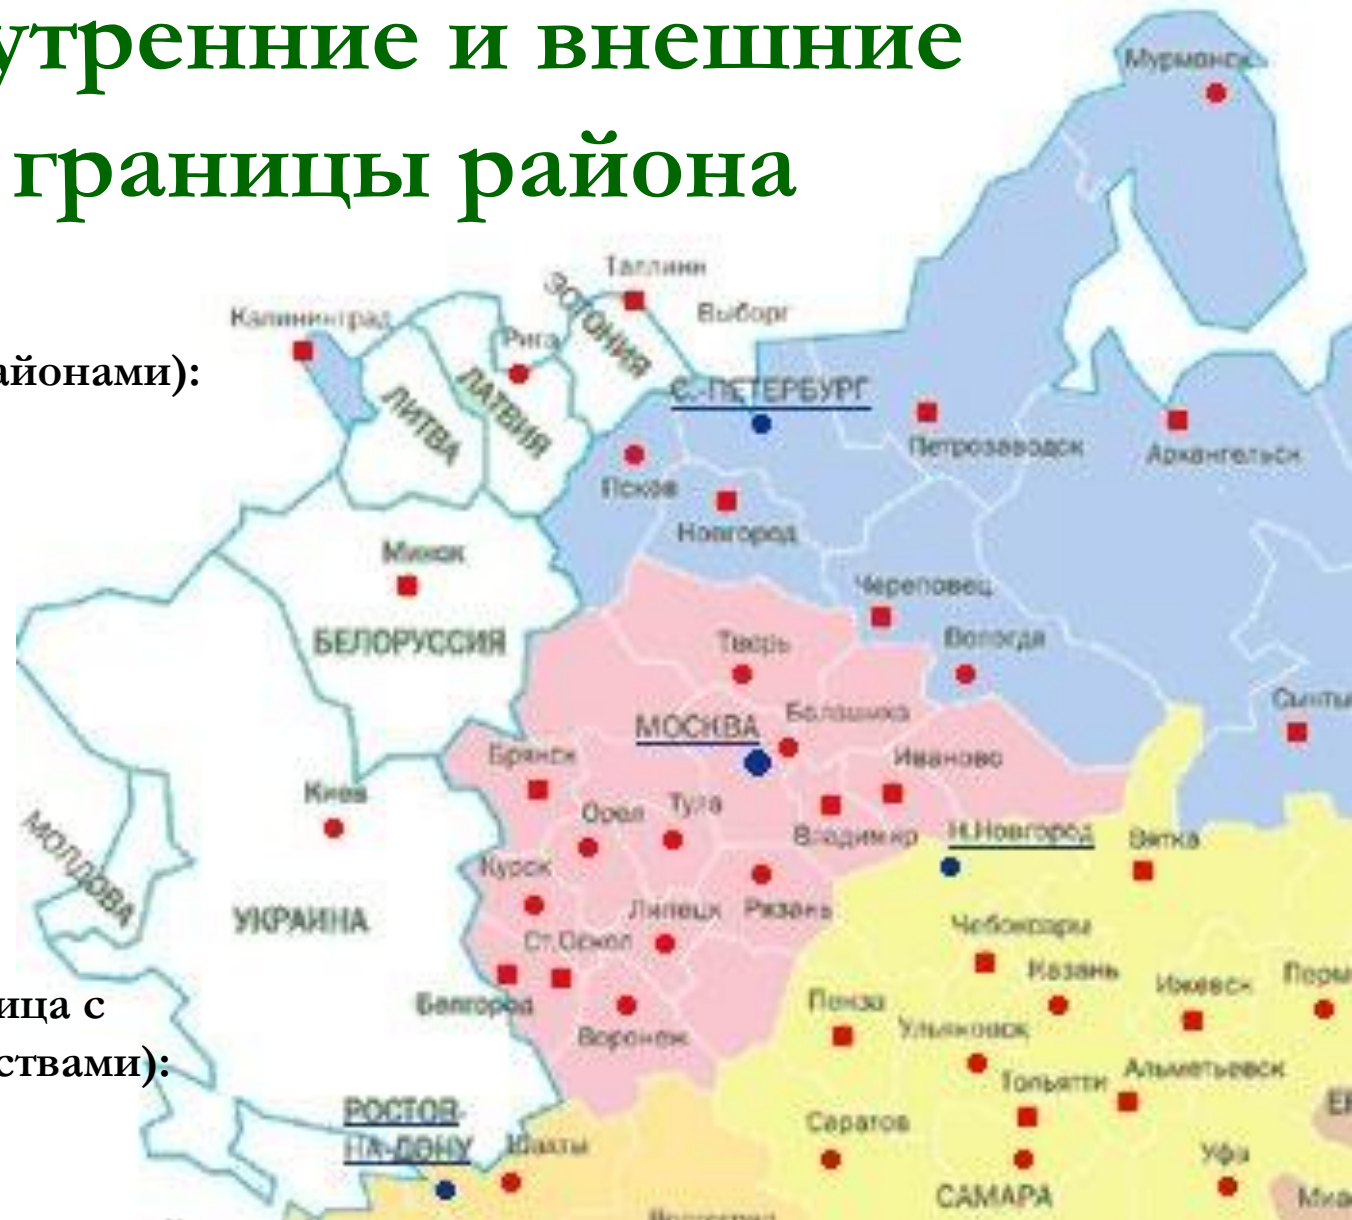 утренние и внешние
границы района
Мурманск
Таллинн
ЭСТОНИЯ
Выборг
Калининград
Рига
айонами):
С.-ПЕТЕРБУРГ
ЛАТВИЯ
ЛИТВА
Петрозаводск
Архангельск
Псков
Новгород
Минск
Череповец
БЕЛОРУССИЯ
Вологда
Тверь
Балашиха
МОСКВА
Брянск
Иваново
Киев
Орел
Тула
Владимир
Н.Новгород
Вятка
МОЛДОВА
Курск
УКРАИНА
Липецк
Рязань
Чебоксары
Ст.Оскол
Казань
Ижевск
Перм
Белгород
ица с
Пенза
Ульяновск
Воронеж
ствами):
Тольятти
Альметьевск
РОСТОВ-
НА-ДОНУ
Шахты
Саратов
Уфа
САМАРА